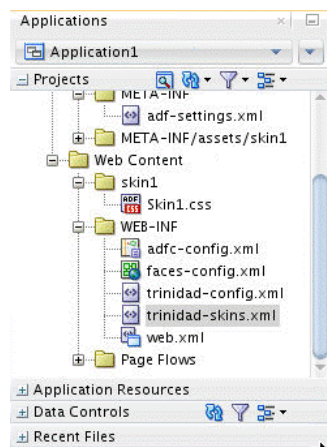 Applications
Application1
Projects
META-INF
adf-settings.xml
META-INF/assets/skin1
Web Content
skin1
ADF
CSS
Skin1.css
WEB-INF
adfc-config.xml
faces-config.xml
trinidad-config.xml
trinidad-skins.xml
web.xml
Page Flows
Application Resources
Data Controls
Recent Files